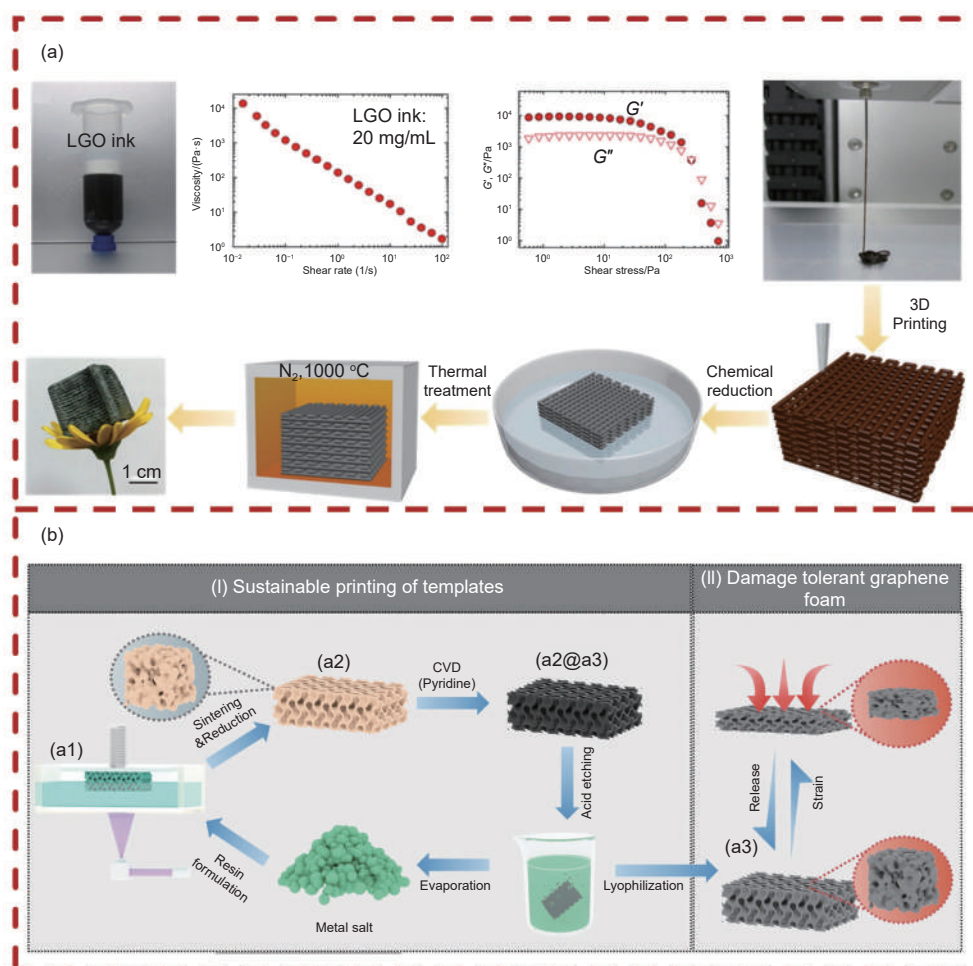 (a)
LGO ink
Viscosity/(Pa·s)
10⁴
10³
10²
10¹
10⁰
LGO ink:
20 mg/mL
10⁻²
10⁻¹
10⁰
10¹
10²
Shear rate (1/s)
G′, G″/Pa
10⁴
10³
10²
10¹
10⁰
G′
G″
10⁰
10¹
10²
10³
Shear stress/Pa
3D
Printing
Chemical
reduction
Thermal
treatment
N₂,1000 °C
1 cm
(b)
(I) Sustainable printing of templates
(II) Damage tolerant graphene
foam
(a1)
Sintering
&Reduction
(a2)
CVD
(Pyridine)
(a2@a3)
Acid etching
Evaporation
Metal salt
Resin
formulation
Lyophilization
Release
Strain
(a3)